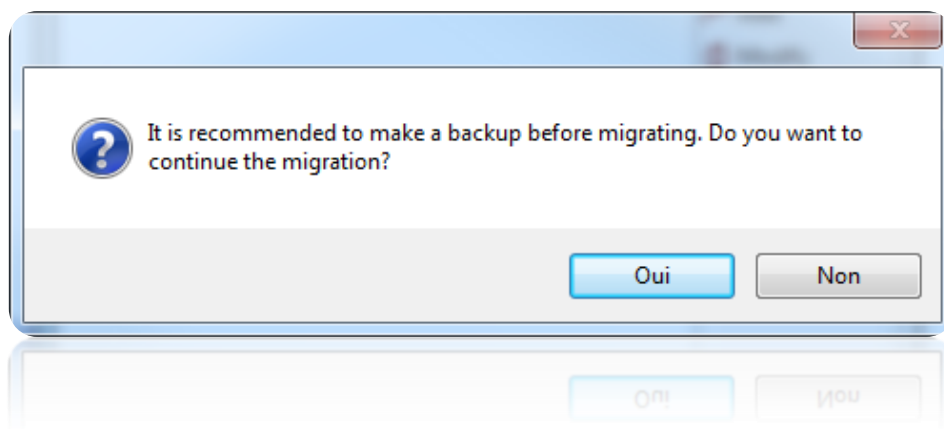 It is recommended to make a backup before migrating. Do you want to
continue the migration?
Oui
Non